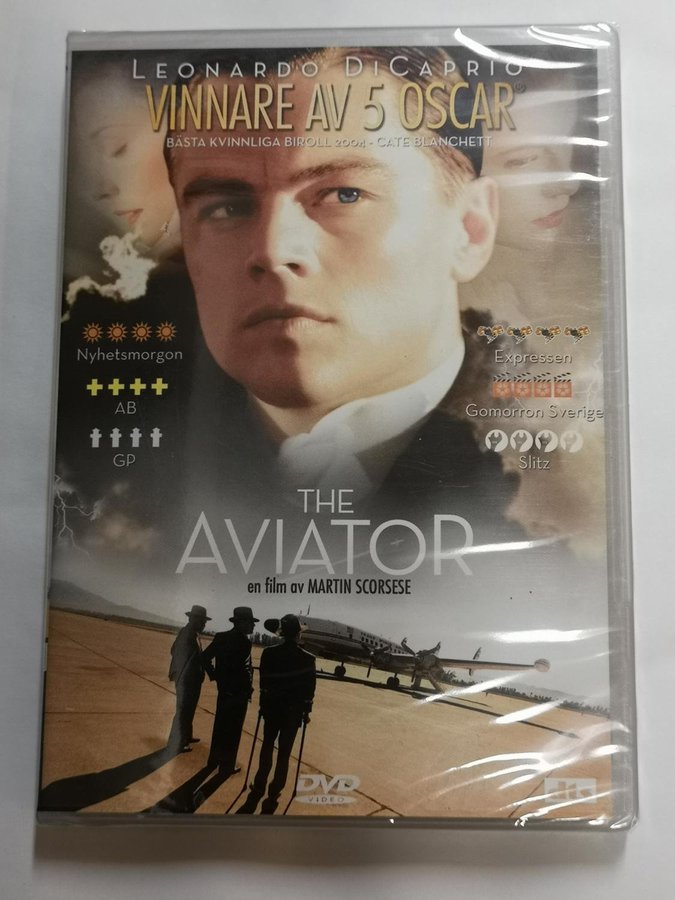 LEONARDO DICAPRIO
VINNARE AV 5 OSCAR®
BÄSTA KVINNLIGA BIROLL 2004 - CATE BLANCHETT
Nyhetsmorgon
AB
GP
Expressen
Gomorron Sverige
Slitz
THE
AVIATOR
en film av MARTIN SCORSESE
DVD
VIDEO
dts